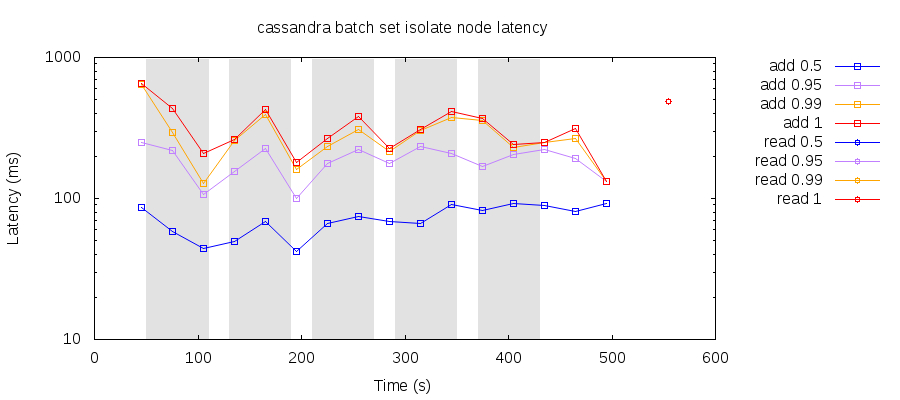 cassandra batch set isolate node latency
1000
100
10
Latency (ms)
0 100 200 300 400 500 600
Time (s)
add 0.5
add 0.95
add 0.99
add 1
read 0.5
read 0.95
read 0.99
read 1